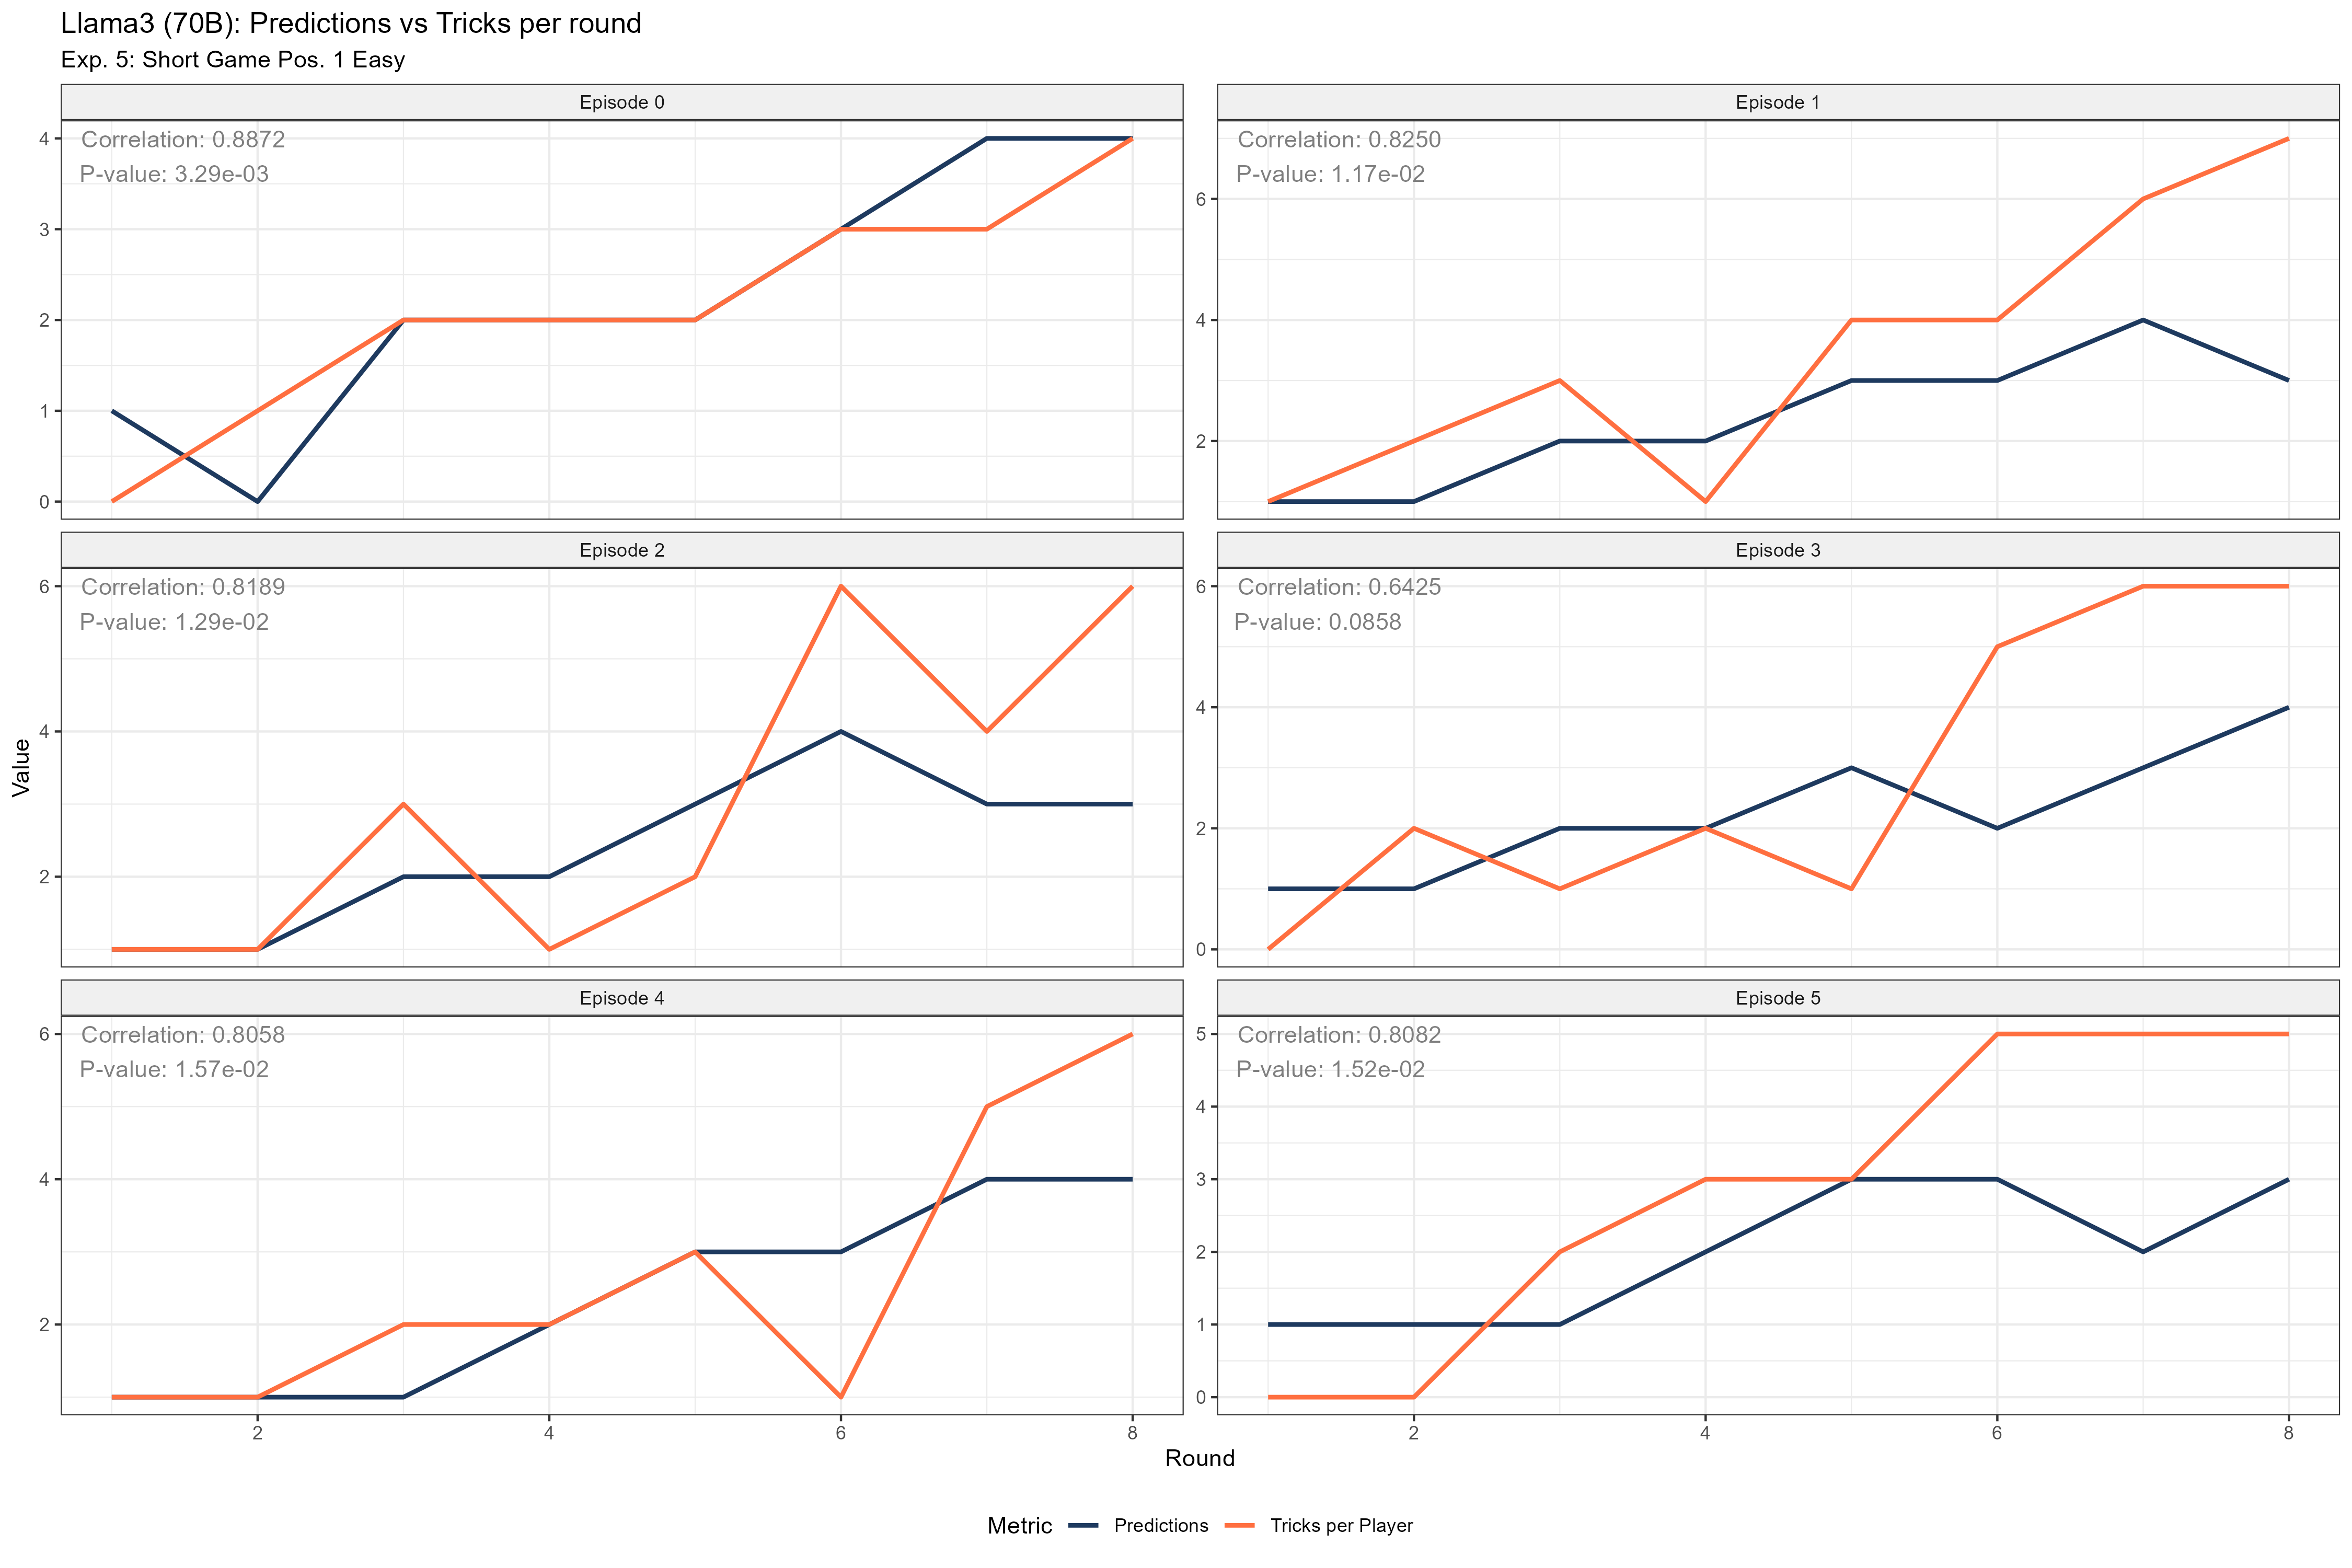 Llama3 (70B): Predictions vs Tricks per round
Exp. 5: Short Game Pos. 1 Easy
Episode 0
Correlation: 0.8872
P-value: 3.29e-03
4
3
2
1
0
Episode 1
Correlation: 0.8250
P-value: 1.17e-02
6
4
2
Episode 2
Correlation: 0.8189
P-value: 1.29e-02
6
4
2
Episode 3
Correlation: 0.6425
P-value: 0.0858
6
4
2
0
Episode 4
Correlation: 0.8058
P-value: 1.57e-02
6
4
2
2 4 6 8
Episode 5
Correlation: 0.8082
P-value: 1.52e-02
5
4
3
2
1
0
2 4 6 8
Value
Round
Metric Predictions Tricks per Player